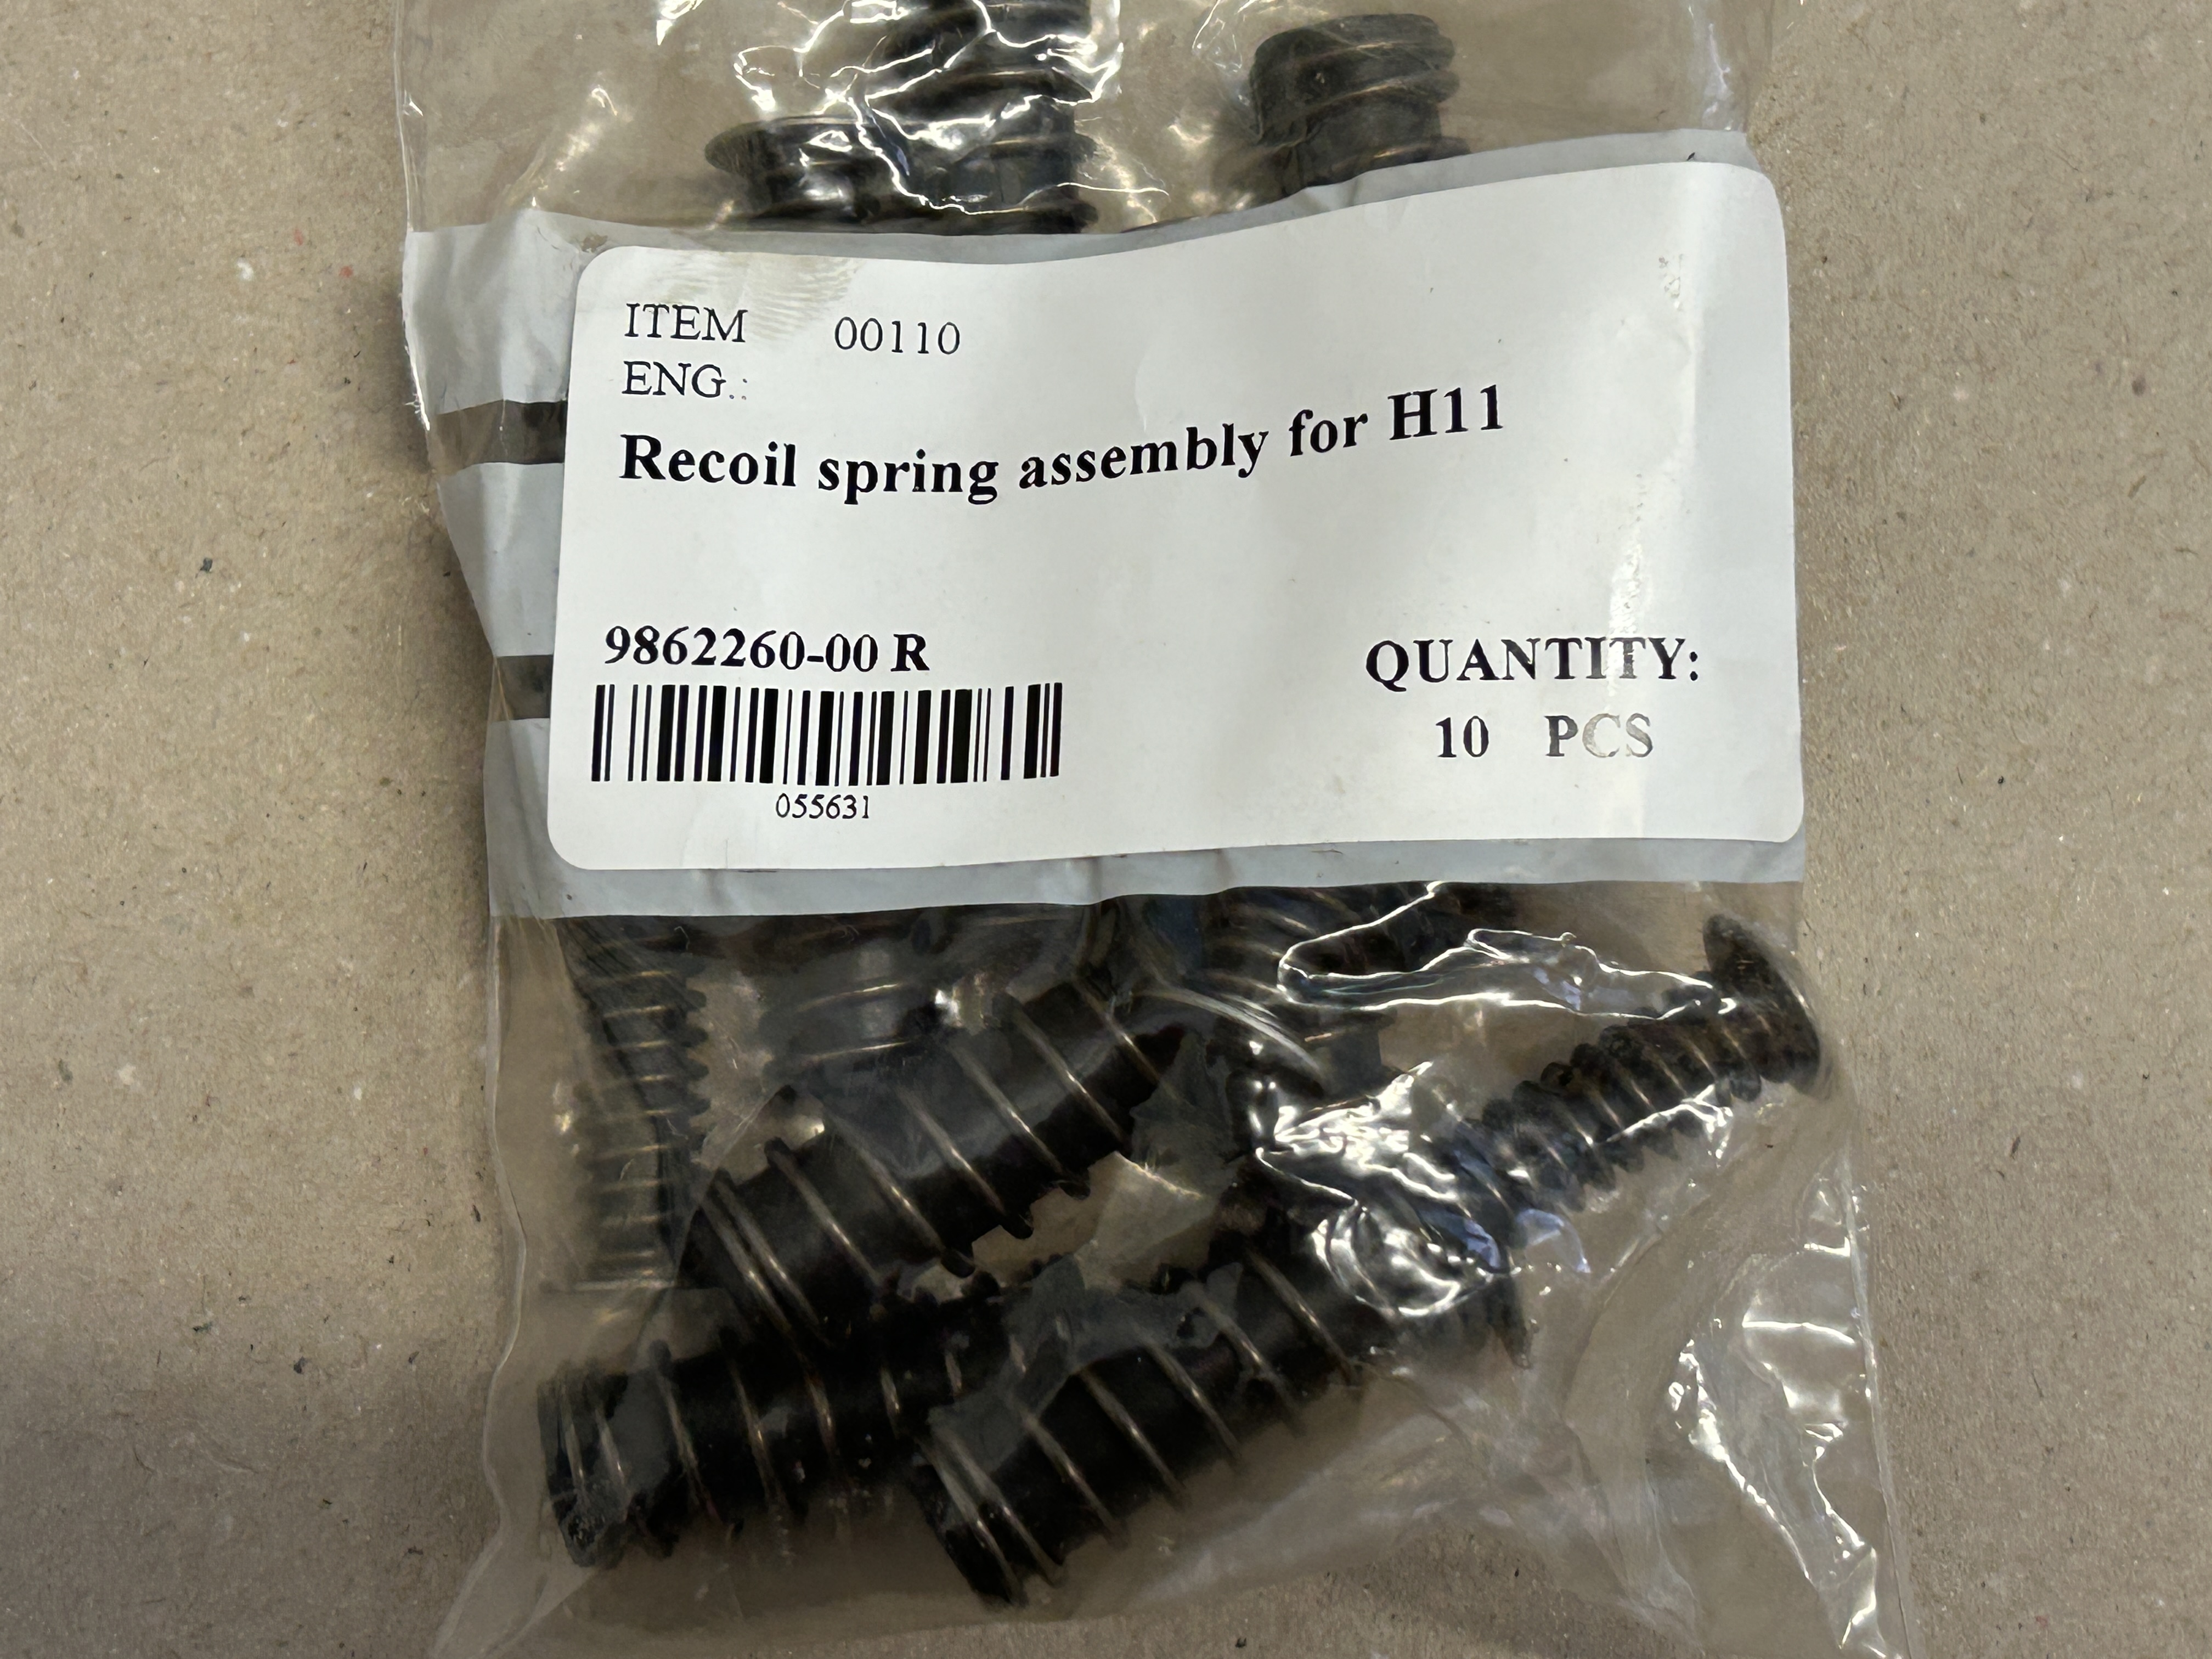 ITEM 00110
ENG.:
Recoil spring assembly for H11
9862260-00 R
055631
QUANTITY:
10 PCS